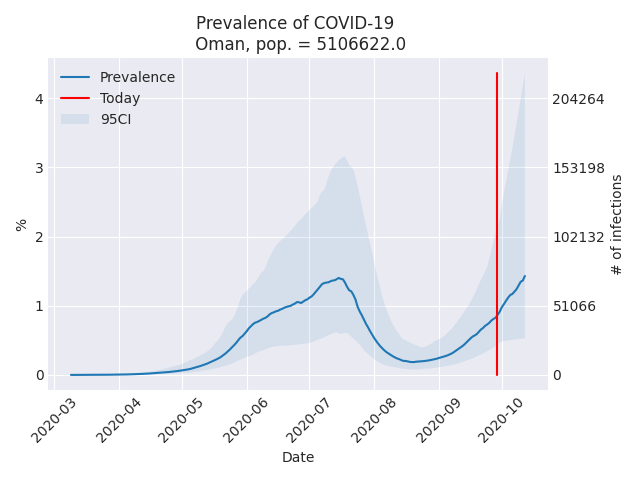 Prevalence of COVID-19
Oman, pop. = 5106622.0
Prevalence
Today
95CI
%
4
3
2
1
0
204264
153198
102132
51066
0
# of infections
2020-03
2020-04
2020-05
2020-06
2020-07
2020-08
2020-09
2020-10
Date